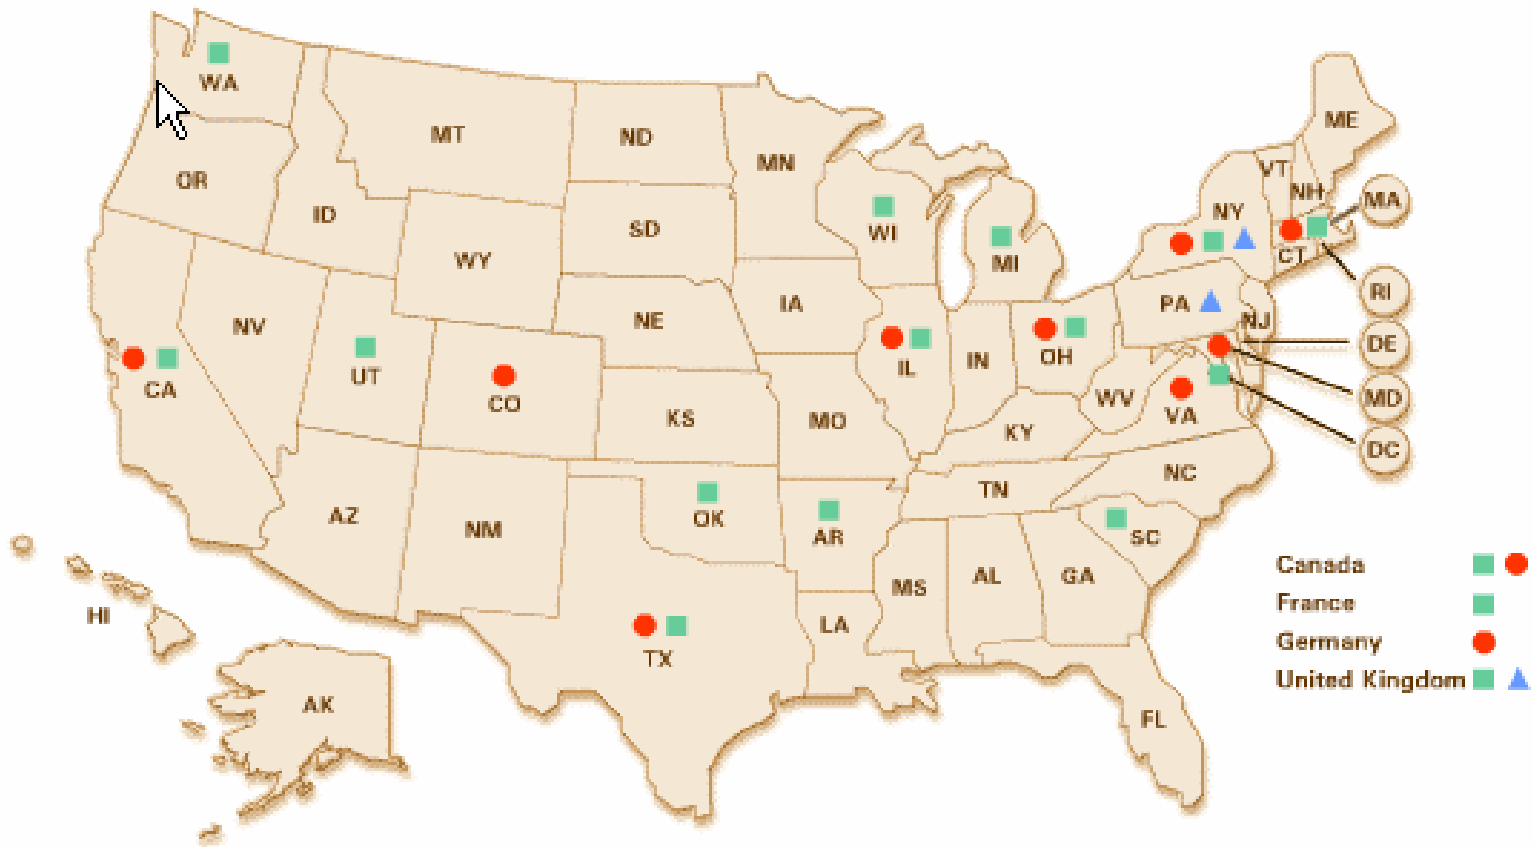 WA
MT
ND
MN
OR
ID
SD
WY
WI
MI
ME
VT
NH
MA
NY
CT
RI
NV
UT
CO
NE
IA
IL
IN
OH
PA
NJ
DE
MD
DC
CA
KS
MO
KY
WV
VA
AZ
NM
OK
AR
TN
NC
SC
MS
AL
GA
LA
TX
FL
HI
AK
Canada
France
Germany
United Kingdom